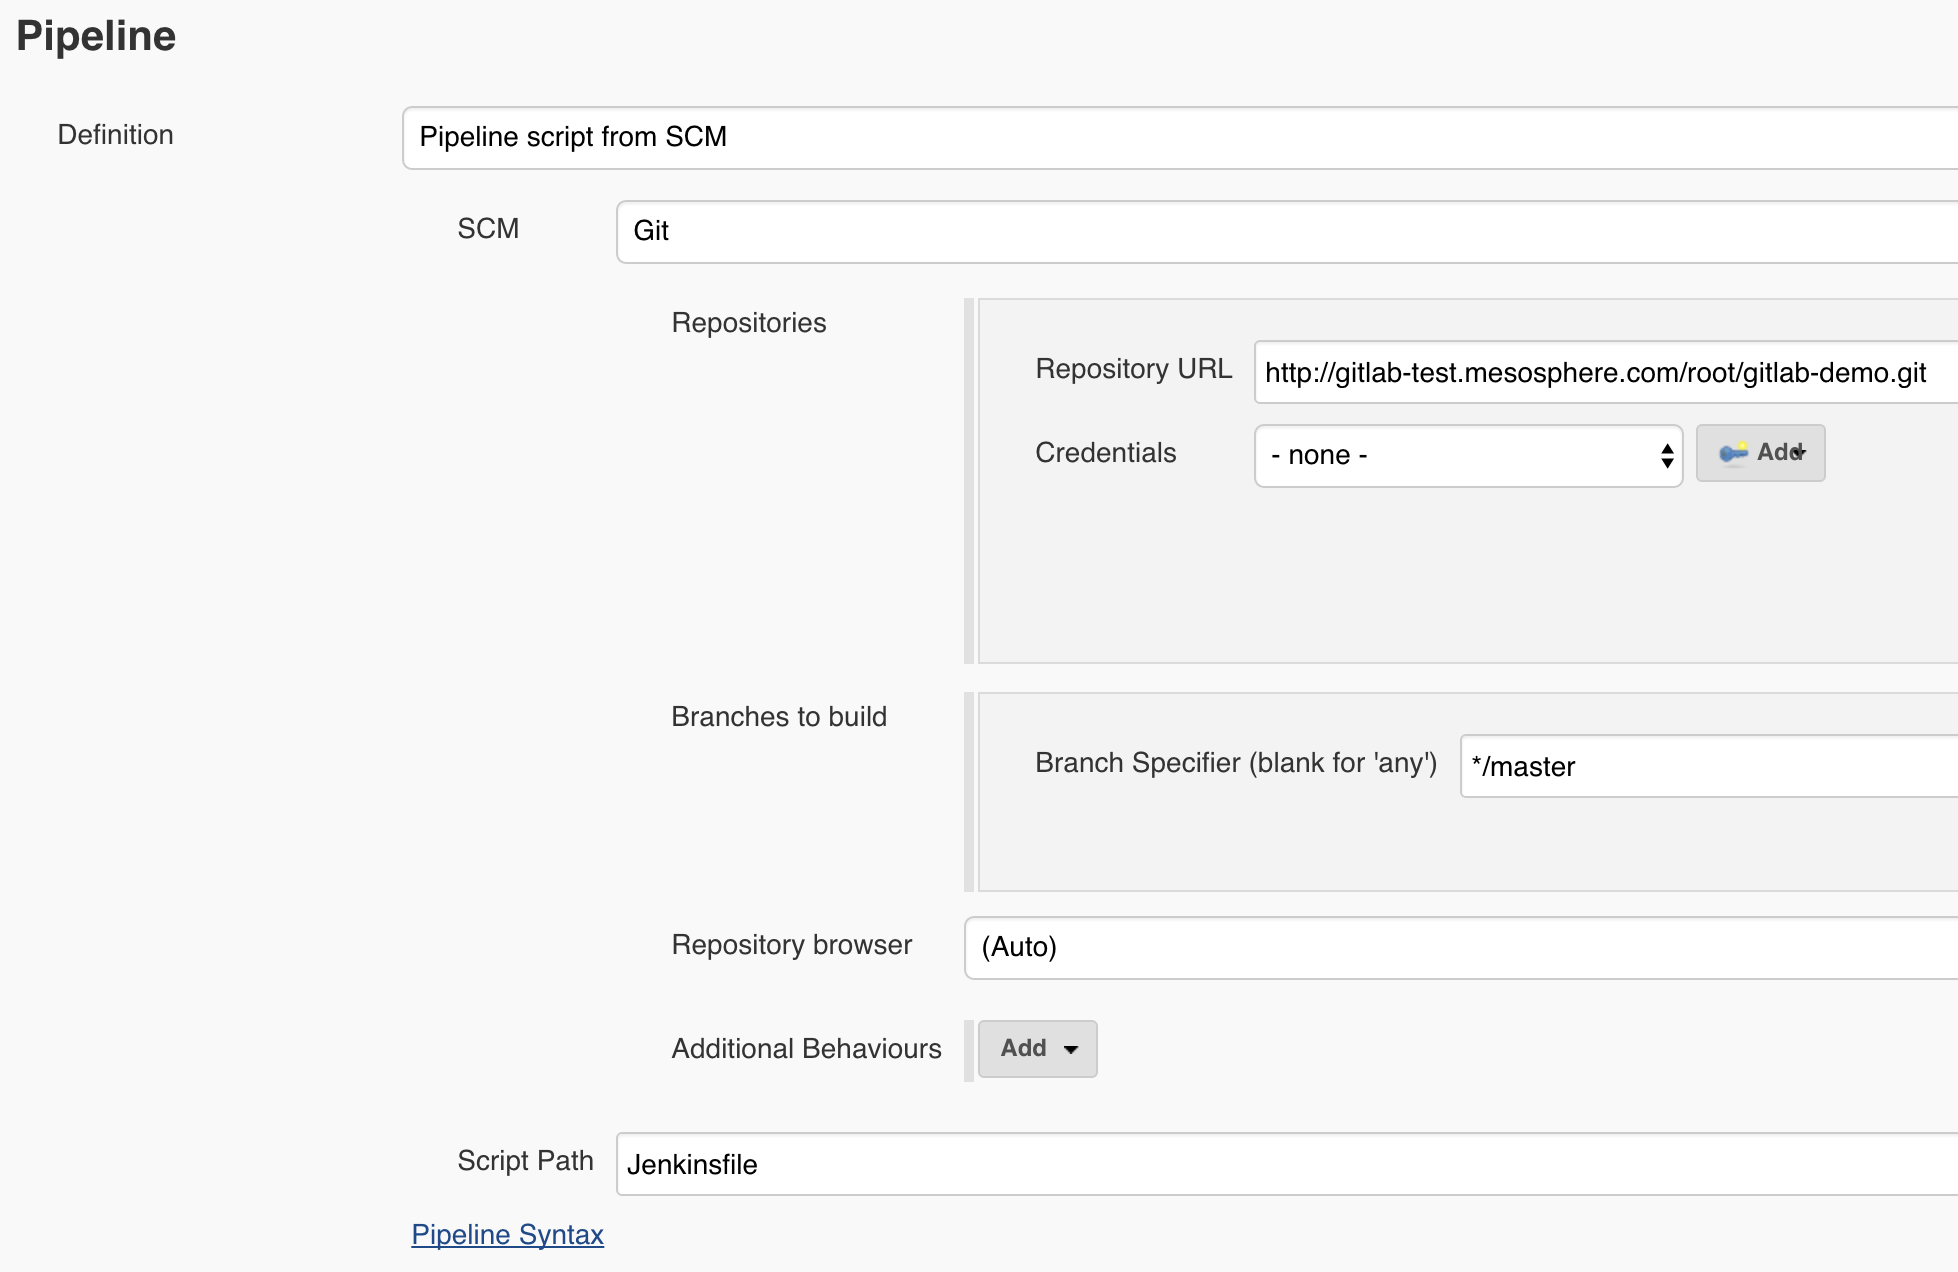 Pipeline
Definition
Pipeline script from SCM
SCM
Git
Repositories
Repository URL
http://gitlab-test.mesosphere.com/root/gitlab-demo.git
Credentials
- none -
Add
Branches to build
Branch Specifier (blank for 'any')
*/master
Repository browser
(Auto)
Additional Behaviours
Add
Script Path
Jenkinsfile
Pipeline Syntax